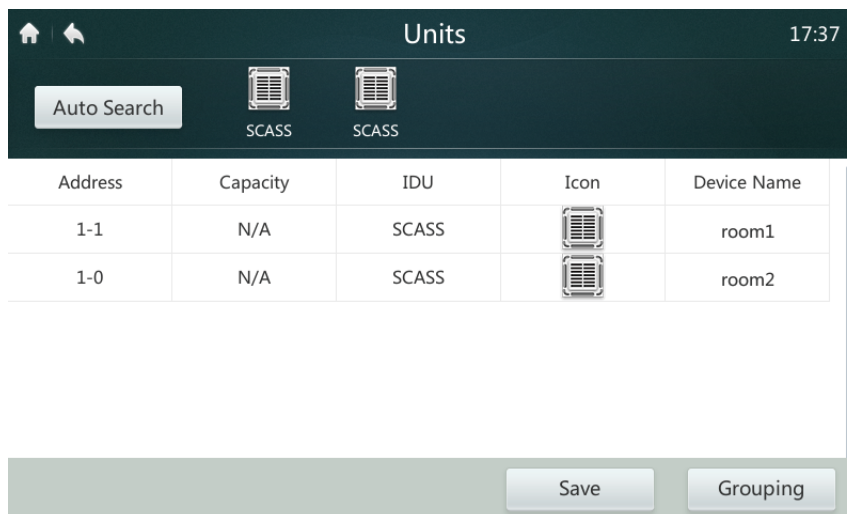 Units 17:37
Auto Search
SCASS SCASS
Address Capacity IDU Icon Device Name
1-1 N/A SCASS room1
1-0 N/A SCASS room2
Save Grouping